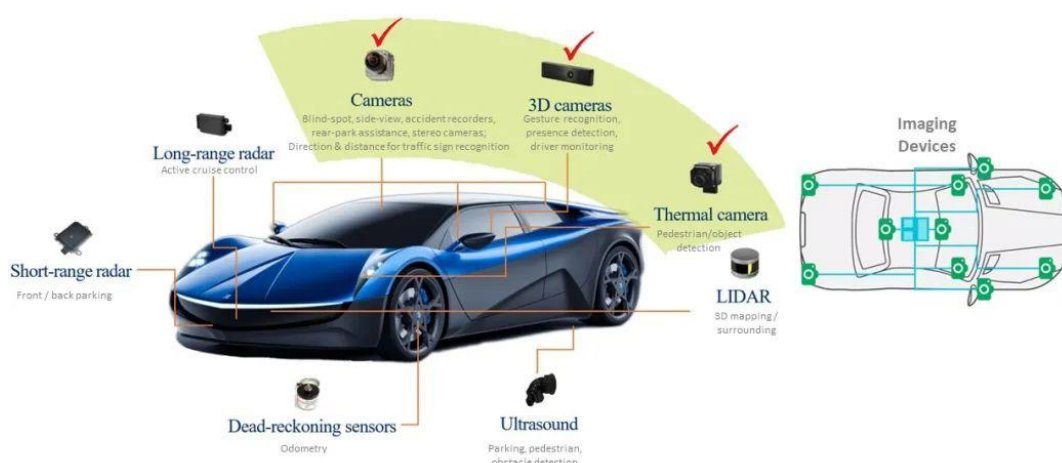 Cameras
Blind-spot, side-view, accident recorders,
rear-park assistance, stereo cameras;
Direction & distance for traffic sign recognition
3D cameras
Gesture recognition,
presence detection,
driver monitoring
Imaging
Devices
Long-range radar
Active cruise control
Thermal camera
Pedestrian/object
detection
Short-range radar
Front / back parking
LIDAR
3D mapping /
surrounding
Dead-reckoning sensors
Odometry
Ultrasound
Parking, pedestrian,
obstacle detection